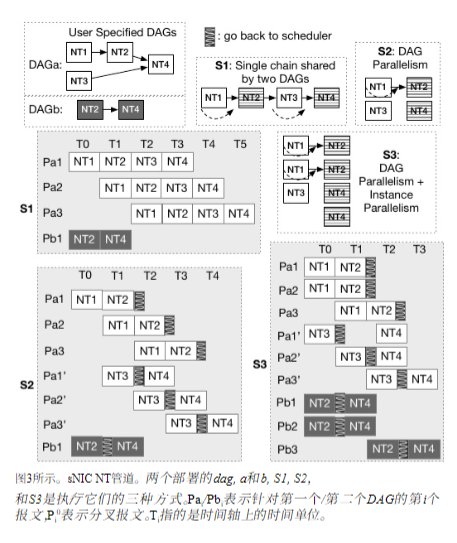 User Specified DAGs
DAGa:
NT1
NT2
NT4
NT3
DAGb:
NT2
NT4
: go back to scheduler
S1: Single chain shared
by two DAGs
NT1
NT2
NT3
NT4
S2: DAG
Parallelism
NT1
NT2
NT3
NT4
NT1
NT2
NT1
NT2
NT3
NT4
NT4
S3:
DAG
Parallelism +
Instance
Parallelism
S1
T0 T1 T2 T3 T4 T5
Pa1 NT1 NT2 NT3 NT4
Pa2 NT1 NT2 NT3 NT4
Pa3 NT1 NT2 NT3 NT4
Pb1 NT2 NT4
S2
T0 T1 T2 T3 T4
Pa1 NT1 NT2
Pa2 NT1 NT2
Pa3 NT1 NT2
Pa1' NT3 NT4
Pa2' NT3 NT4
Pa3' NT3 NT4
Pb1 NT2 NT4
S3
T0 T1 T2 T3
Pa1 NT1 NT2
Pa2 NT1 NT2
Pa3 NT1 NT2
Pa1' NT3 NT4
Pa2' NT3 NT4
Pa3' NT3 NT4
Pb1 NT2 NT4
Pb2 NT2 NT4
Pb3 NT2 NT4
图3所示。sNIC NT管道。两个部署的dag, a和b, S1, S2,
和S3是执行它们的三种方式。Pa/Pb表示针对第一个/第二个DAG的第i个
报文,P表示分叉报文。T指的是时间轴上的时间单位。